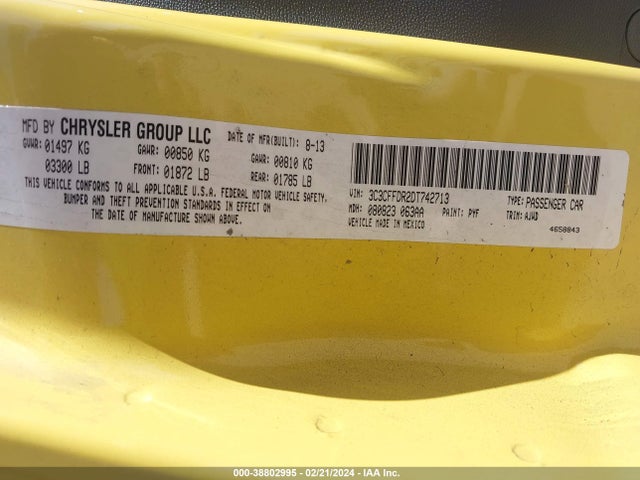 MFD BY CHRYSLER GROUP LLC DATE OF MFR(BUILT): 8-13
GVWR: 01497 KG GAWR: 00850 KG GAWR: 00810 KG
03300 LB FRONT: 01872 LB REAR: 01785 LB
THIS VEHICLE CONFORMS TO ALL APPLICABLE U.S.A. FEDERAL MOTOR VEHICLE SAFETY.
BUMPER AND THEFT PREVENTION STANDARDS IN EFFECT ON
THE DATE OF MANUFACTURE SHOWN ABOVE.
VIN: 3C3CFFDR2DT742713 TYPE: PASSENGER CAR
MDH: 080623 063AA PAINT: PYF TRIM: AJVD
VEHICLE MADE IN MEXICO 4658843
000-38802995 - 02/21/2024 - IAA Inc.